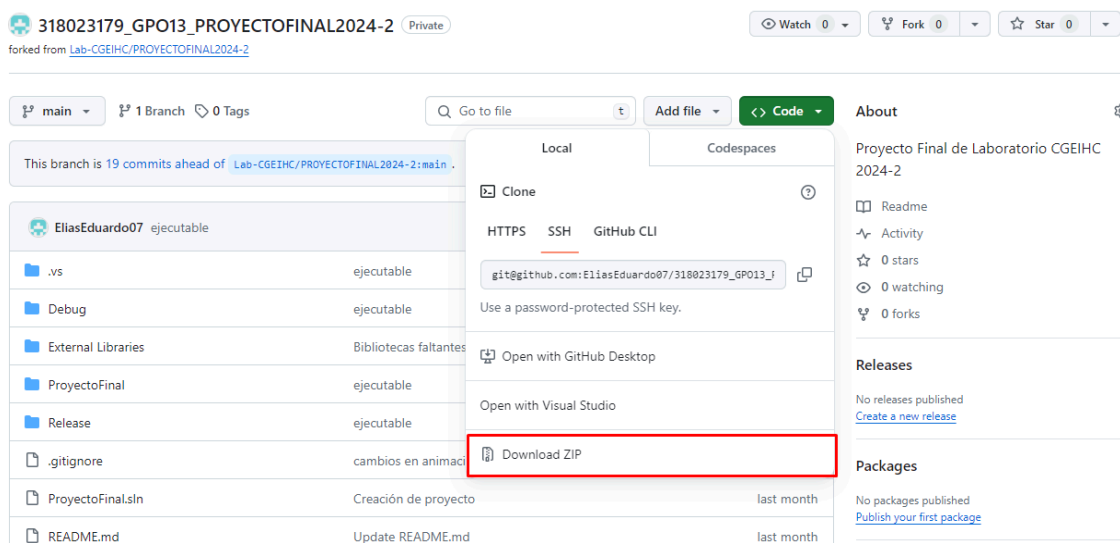 318023179_GPO13_PROYECTOFINAL2024-2 Private
Watch 0
Fork 0
Star 0
forked from Lab-CGEIHC/PROYECTOFINAL2024-2
main
1 Branch
0 Tags
Go to file t
Add file
<> Code
This branch is 19 commits ahead of Lab-CGEIHC/PROYECTOFINAL2024-2:main .
EliasEduardo07 ejecutable
.vs ejecutable
Debug ejecutable
External Libraries Bibliotecas faltantes
ProyectoFinal ejecutable
Release ejecutable
.gitignore cambios en animaci
ProyectoFinal.sln Creación de proyecto last month
README.md Update README.md last month
Local Codespaces
Clone
HTTPS SSH GitHub CLI
git@github.com:EliasEduardo07/318023179_GPO13_
Use a password-protected SSH key.
Open with GitHub Desktop
Open with Visual Studio
Download ZIP
About
Proyecto Final de Laboratorio CGEIHC
2024-2
Readme
Activity
0 stars
0 watching
0 forks
Releases
No releases published
Create a new release
Packages
No packages published
Publish your first package